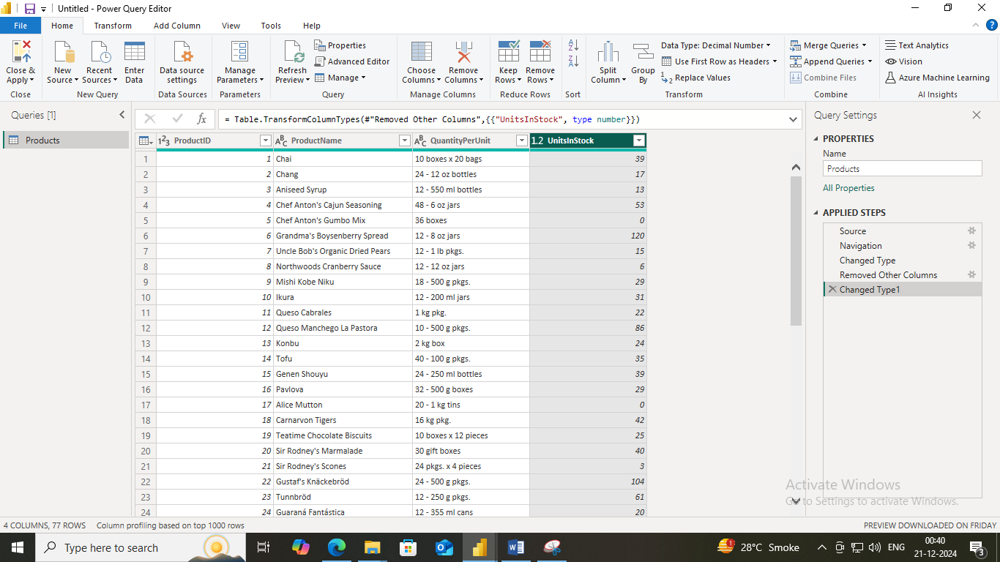 Untitled - Power Query Editor
File Home Transform Add Column View Tools Help
Close & Apply
Close
New Source
Recent Sources
Enter Data
New Query
Data source settings
Data Sources
Manage Parameters
Parameters
Refresh Preview
Properties
Advanced Editor
Manage
Query
Choose Columns
Remove Columns
Manage Columns
Keep Rows
Remove Rows
Reduce Rows
Sort
Split Column
Group By
Data Type: Decimal Number
Use First Row as Headers
Replace Values
Transform
Merge Queries
Append Queries
Combine Files
Combine
Text Analytics
Vision
Azure Machine Learning
AI Insights
Queries [1]
Products
fx
= Table.TransformColumnTypes(#"Removed Other Columns",{{"UnitsInStock", type number}})
ProductID ProductName QuantityPerUnit 1.2 UnitsInStock
1 1 Chai 10 boxes x 20 bags 39
2 2 Chang 24 - 12 oz bottles 17
3 3 Aniseed Syrup 12 - 550 ml bottles 13
4 4 Chef Anton's Cajun Seasoning 48 - 6 oz jars 53
5 5 Chef Anton's Gumbo Mix 36 boxes 0
6 6 Grandma's Boysenberry Spread 12 - 8 oz jars 120
7 7 Uncle Bob's Organic Dried Pears 12 - 1 lb pkgs. 15
8 8 Northwoods Cranberry Sauce 12 - 12 oz jars 6
9 9 Mishi Kobe Niku 18 - 500 g pkgs. 29
10 10 Ikura 12 - 200 ml jars 31
11 11 Queso Cabrales 1 kg pkg. 22
12 12 Queso Manchego La Pastora 10 - 500 g pkgs. 86
13 13 Konbu 2 kg box 24
14 14 Tofu 40 - 100 g pkgs. 35
15 15 Genen Shouyu 24 - 250 ml bottles 39
16 16 Pavlova 32 - 500 g boxes 29
17 17 Alice Mutton 20 - 1 kg tins 0
18 18 Carnarvon Tigers 16 kg pkg. 42
19 19 Teatime Chocolate Biscuits 10 boxes x 12 pieces 25
20 20 Sir Rodney's Marmalade 30 gift boxes 40
21 21 Sir Rodney's Scones 24 pkgs. x 4 pieces 3
22 22 Gustaf's Knäckebröd 24 - 500 g pkgs. 104
23 23 Tunnbröd 12 - 250 g pkgs. 61
24 24 Guaraná Fantástica 12 - 355 ml cans 20
Query Settings
PROPERTIES
Name
Products
All Properties
APPLIED STEPS
Source
Navigation
Changed Type
Removed Other Columns
Changed Type1
Activate Windows
Go to Settings to activate Windows.
4 COLUMNS, 77 ROWS Column profiling based on top 1000 rows
PREVIEW DOWNLOADED ON FRIDAY
Type here to search
28°C Smoke
ENG
00:40
21-12-2024
3